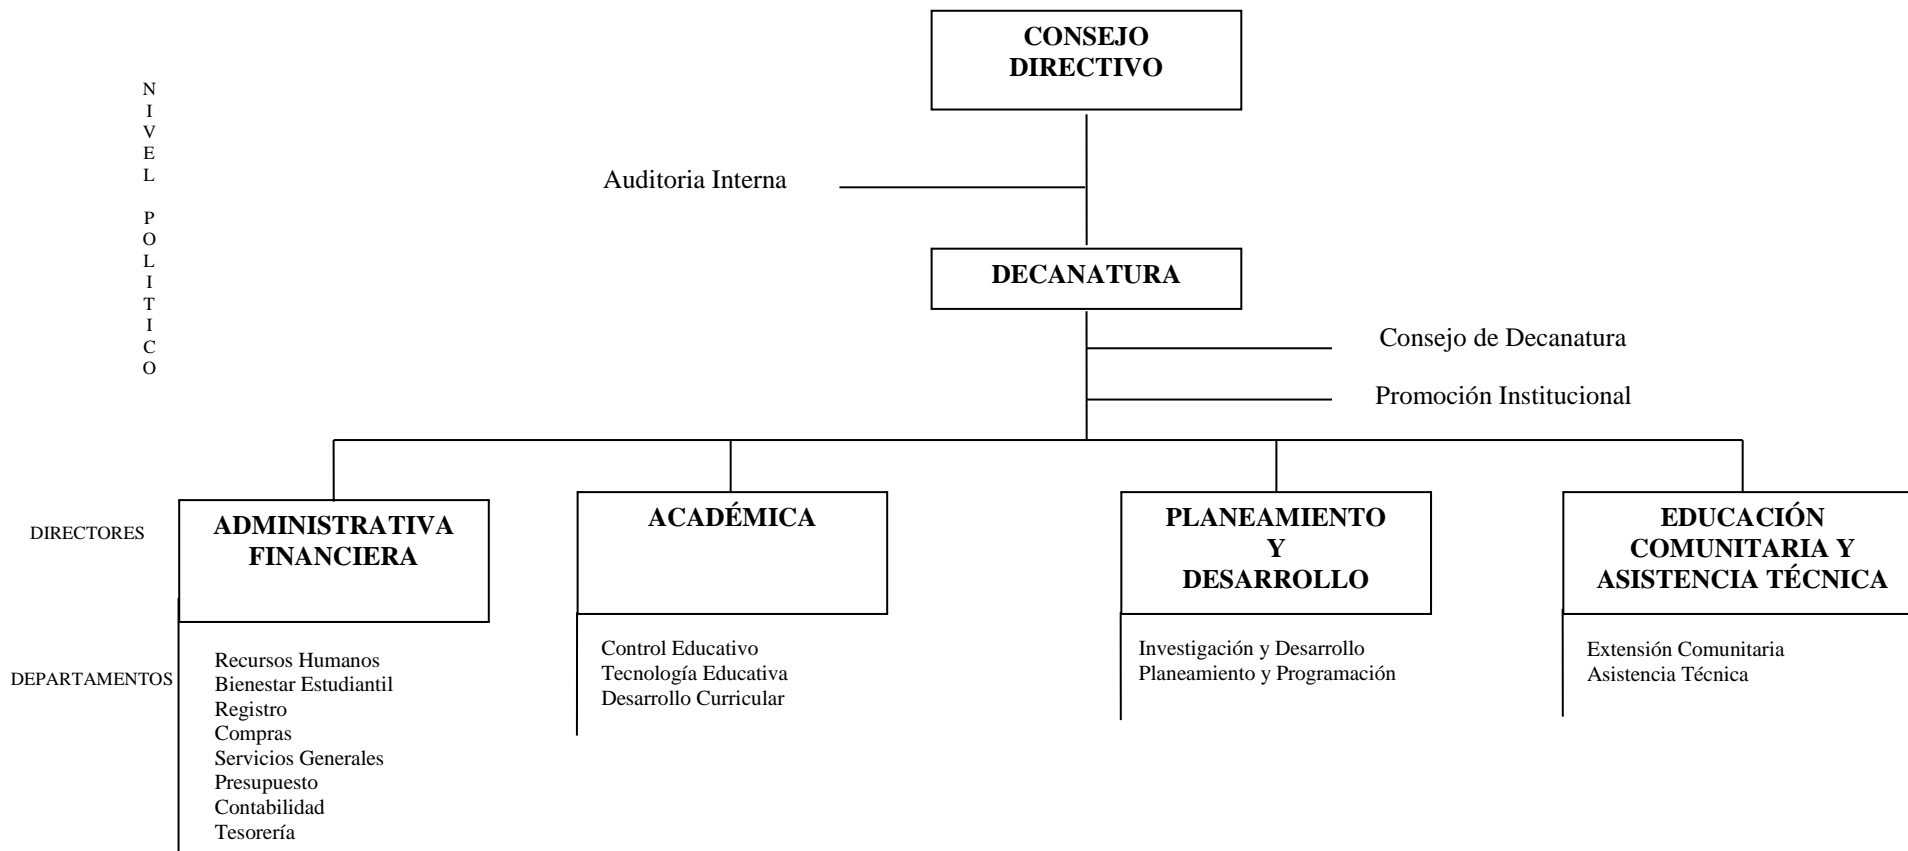 CONSEJO
DIRECTIVO
NIVEL POLITICO
Auditoria Interna
DECANATURA
Consejo de Decanatura
Promoción Institucional
DIRECTORES
ADMINISTRATIVA
FINANCIERA
ACADÉMICA
PLANEAMIENTO
Y
DESARROLLO
EDUCACIÓN
COMUNITARIA Y
ASISTENCIA TÉCNICA
DEPARTAMENTOS
Recursos Humanos
Bienestar Estudiantil
Registro
Compras
Servicios Generales
Presupuesto
Contabilidad
Tesorería
Control Educativo
Tecnología Educativa
Desarrollo Curricular
Investigación y Desarrollo
Planeamiento y Programación
Extensión Comunitaria
Asistencia Técnica